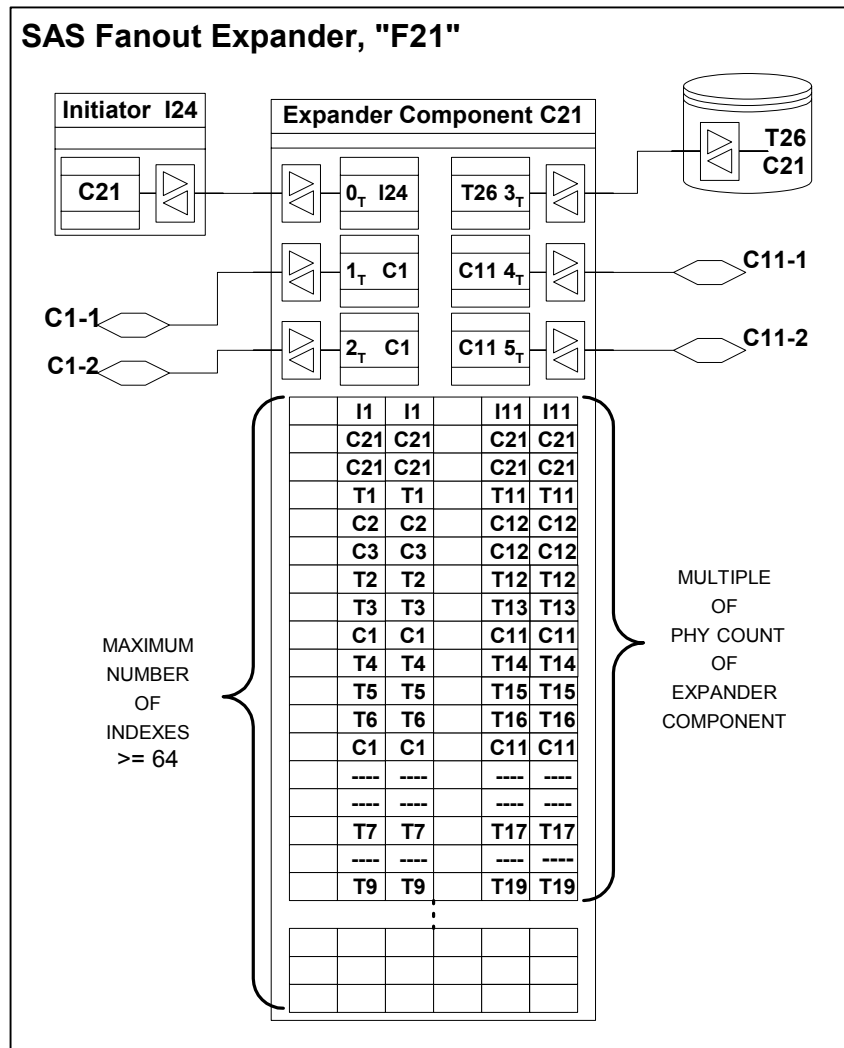 SAS Fanout Expander, "F21"
Initiator I24
Expander Component C21
T26
C21
C21
0T I24
T26 3T
1T C1
C11 4T
C11-1
C1-1
2T C1
C11 5T
C11-2
C1-2
I1 I1 I11 I11
C21 C21 C21 C21
C21 C21 C21 C21
T1 T1 T11 T11
C2 C2 C12 C12
C3 C3 C12 C12
T2 T2 T12 T12
T3 T3 T13 T13
C1 C1 C11 C11
T4 T4 T14 T14
T5 T5 T15 T15
T6 T6 T16 T16
C1 C1 C11 C11
---- ---- ---- ----
---- ---- ---- ----
T7 T7 T17 T17
---- ---- ---- ----
T9 T9 T19 T19
MAXIMUM
NUMBER
OF
INDEXES
>= 64
MULTIPLE
OF
PHY COUNT
OF
EXPANDER
COMPONENT